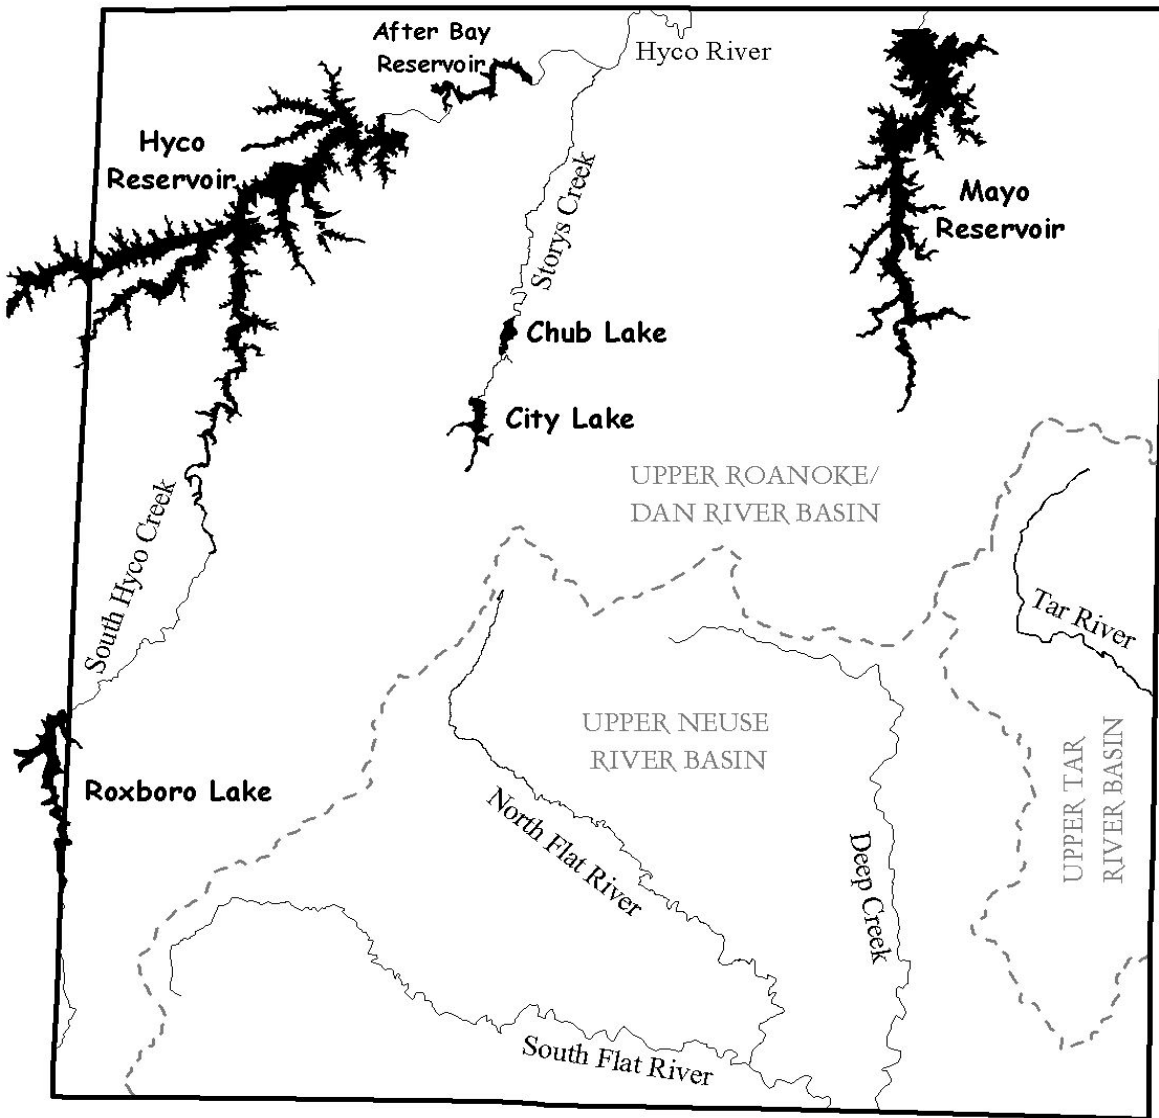 After Bay
Reservoir
Hyco River
Hyco
Reservoir
Storys Creek
Mayo
Reservoir
Chub Lake
City Lake
UPPER ROANOKE/
DAN RIVER BASIN
South Hyco Creek
Tar River
UPPER NEUSE
RIVER BASIN
UPPER TAR
RIVER BASIN
Roxboro Lake
North Flat River
Deep Creek
South Flat River